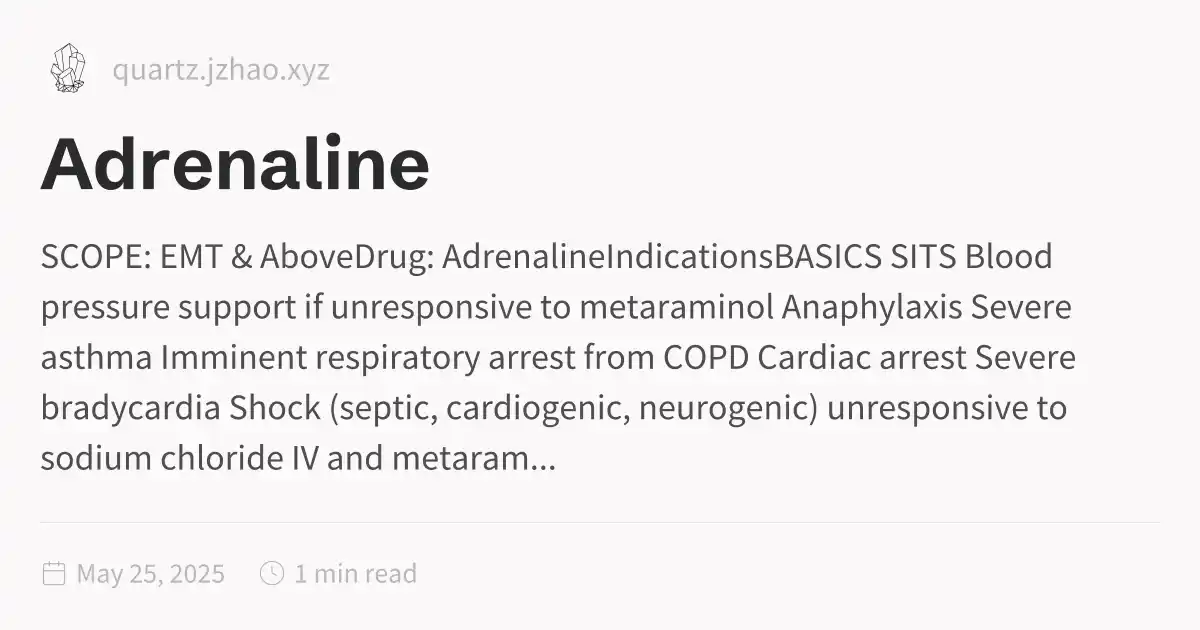 quartz.jzhao.xyz
Adrenaline
SCOPE: EMT & AboveDrug: AdrenalineIndicationsBASICS SITS Blood
pressure support if unresponsive to metaraminol Anaphylaxis Severe
asthma Imminent respiratory arrest from COPD Cardiac arrest Severe
bradycardia Shock (septic, cardiogenic, neurogenic) unresponsive to
sodium chloride IV and metaram...
May 25, 2025 1 min read